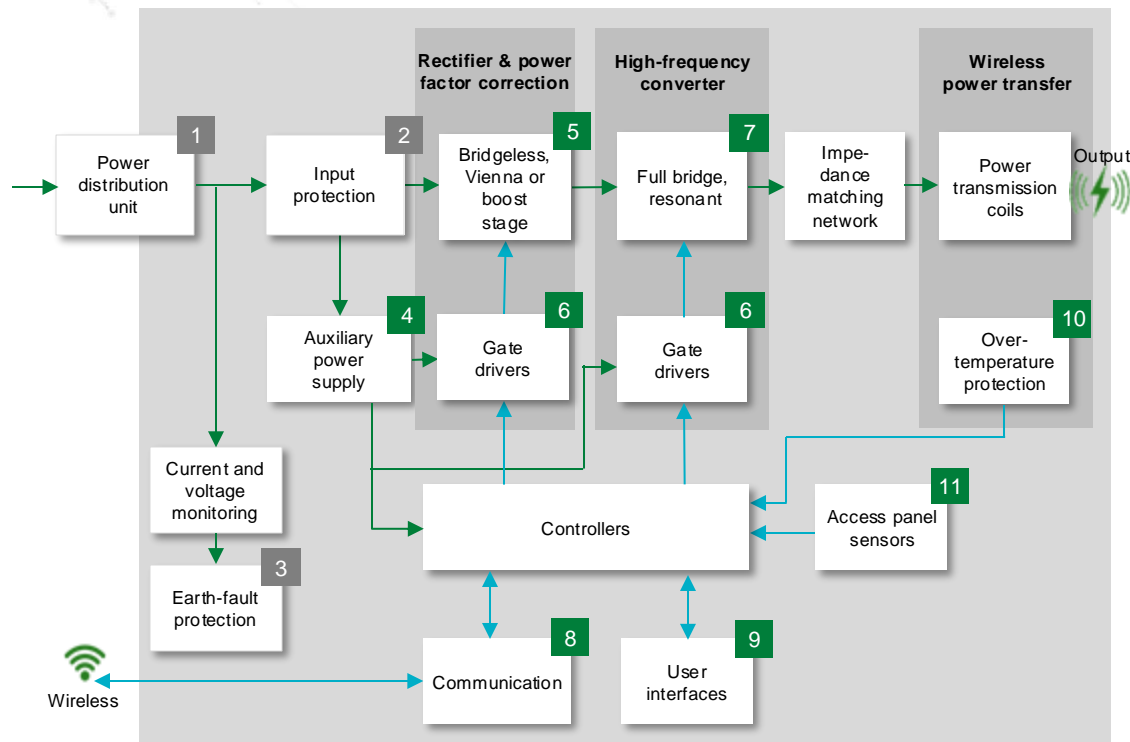 Rectifier & power
factor correction
High-frequency
converter
Wireless
power transfer
1
Power
distribution
unit
2
Input
protection
5
Bridgeless,
Vienna or
boost
stage
7
Full bridge,
resonant
Impe-
dance
matching
network
Power
transmission
coils
Output
4
Auxiliary
power
supply
6
Gate
drivers
6
Gate
drivers
10
Over-
temperature
protection
Current and
voltage
monitoring
Controllers
11
Access panel
sensors
3
Earth-fault
protection
8
Communication
9
User
interfaces
Wireless